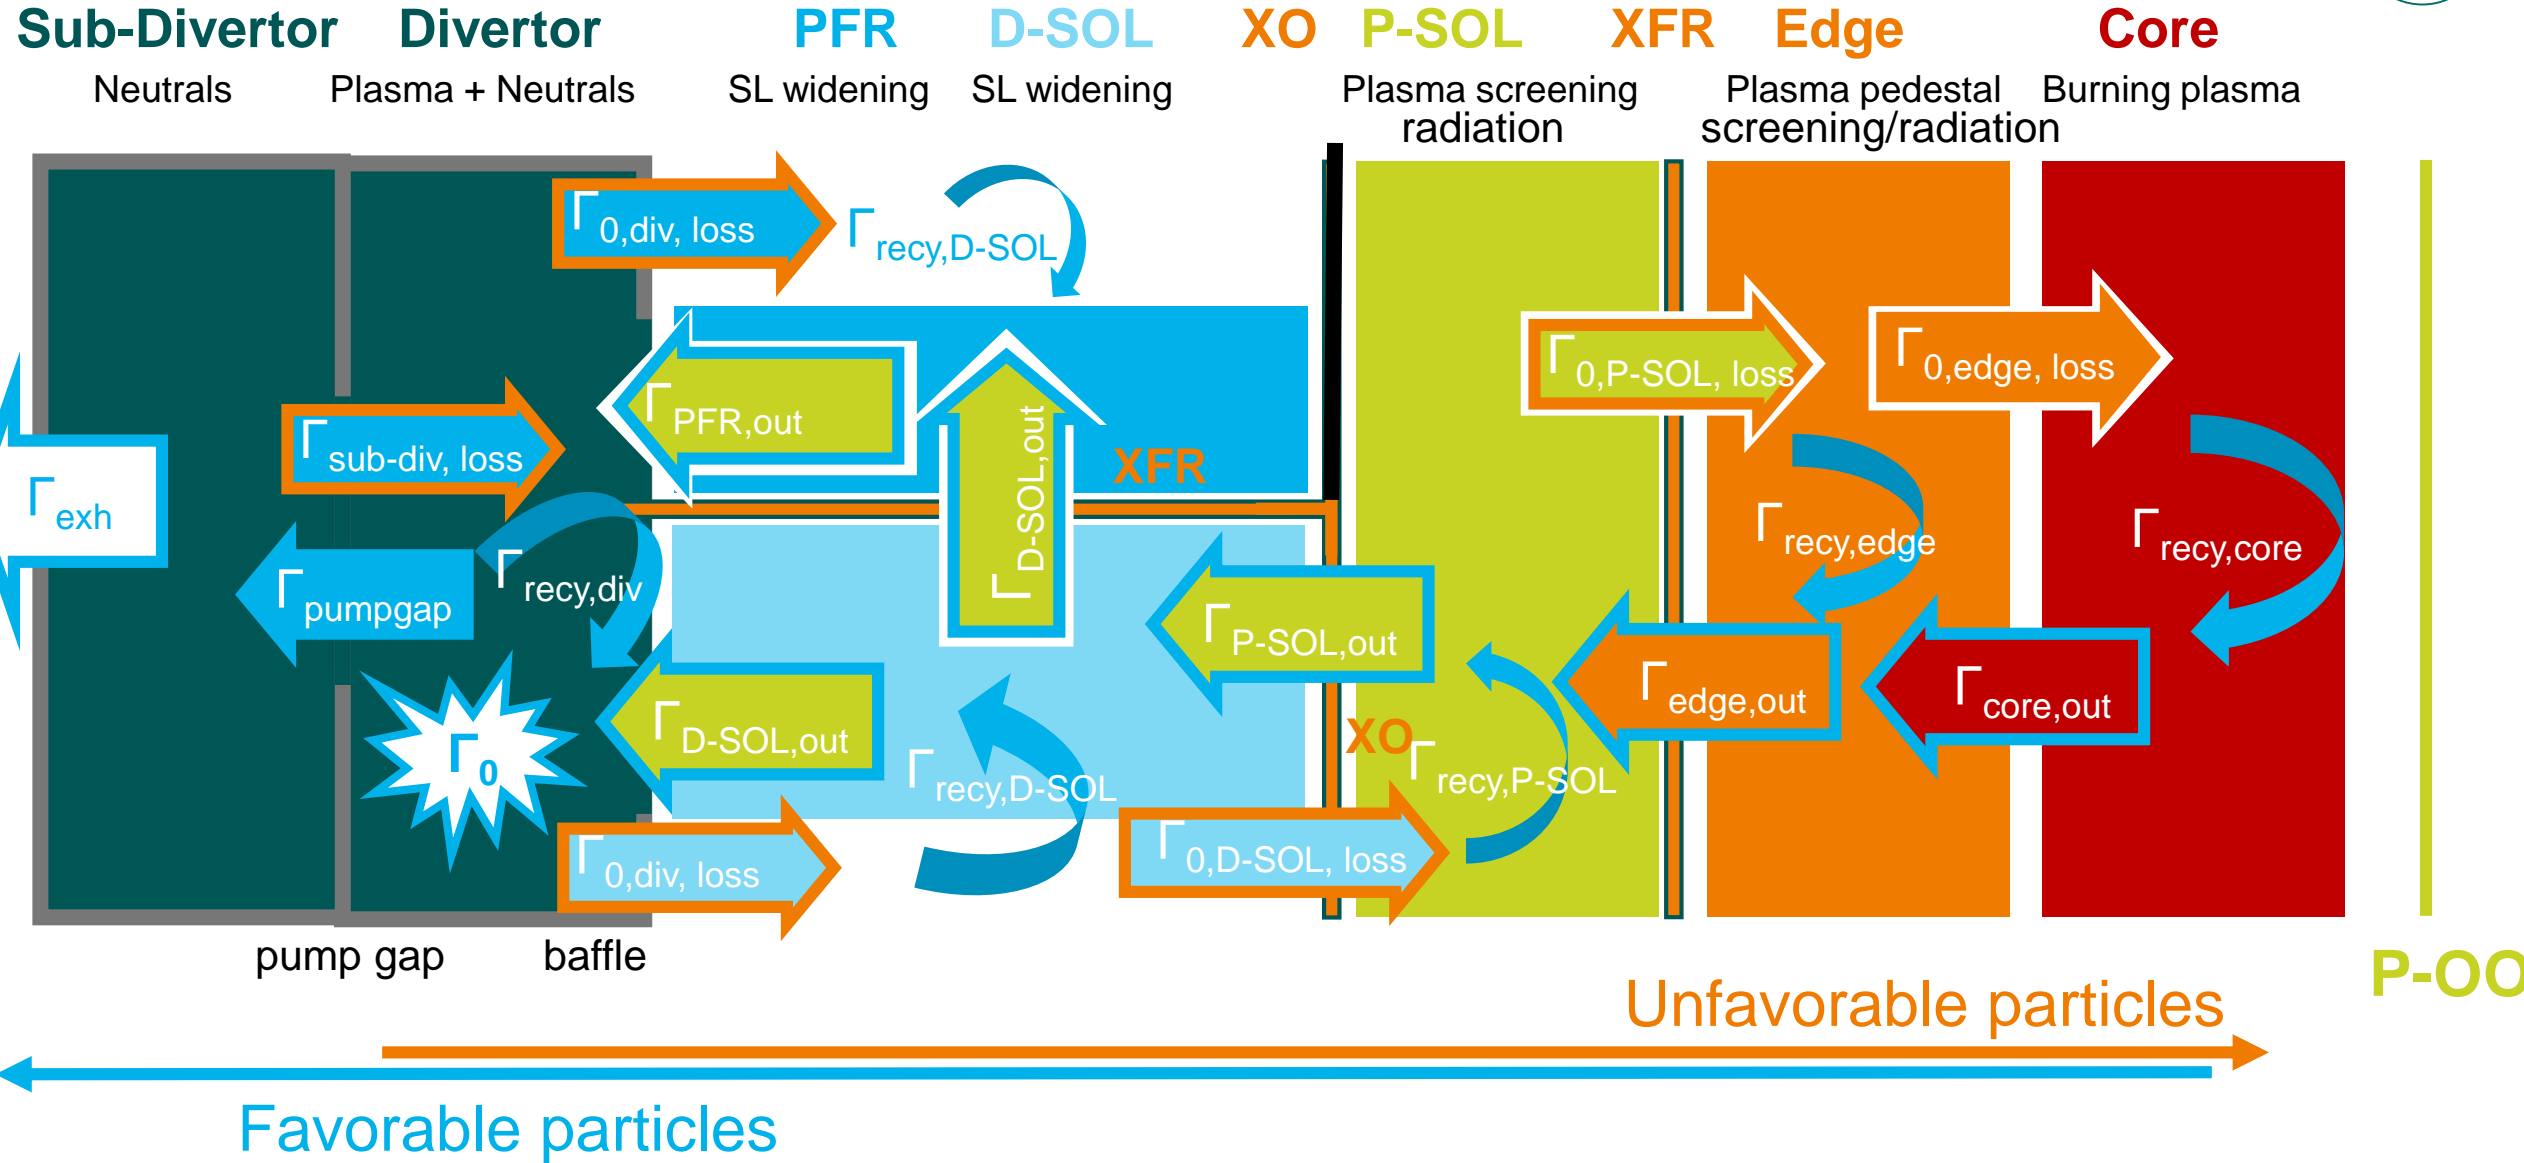 Sub-Divertor Divertor PFR D-SOL XO P-SOL XFR Edge Core
Neutrals Plasma + Neutrals SL widening SL widening Plasma screening Plasma pedestal Burning plasma
radiation screening/radiation
Γ0,div, loss
Γrecy,D-SOL
ΓPFR,out
ΓD-SOL,out
XFR
Γ0,P-SOL, loss
Γ0,edge, loss
Γsub-div, loss
Γexh
Γpumpgap
Γrecy,div
Γrecy,edge
Γrecy,core
ΓP-SOL,out
Γedge,out
Γcore,out
Γ0
ΓD-SOL,out
XO
Γrecy,D-SOL
Γrecy,P-SOL
Γ0,div, loss
Γ0,D-SOL, loss
pump gap baffle
P-OO
Unfavorable particles
Favorable particles